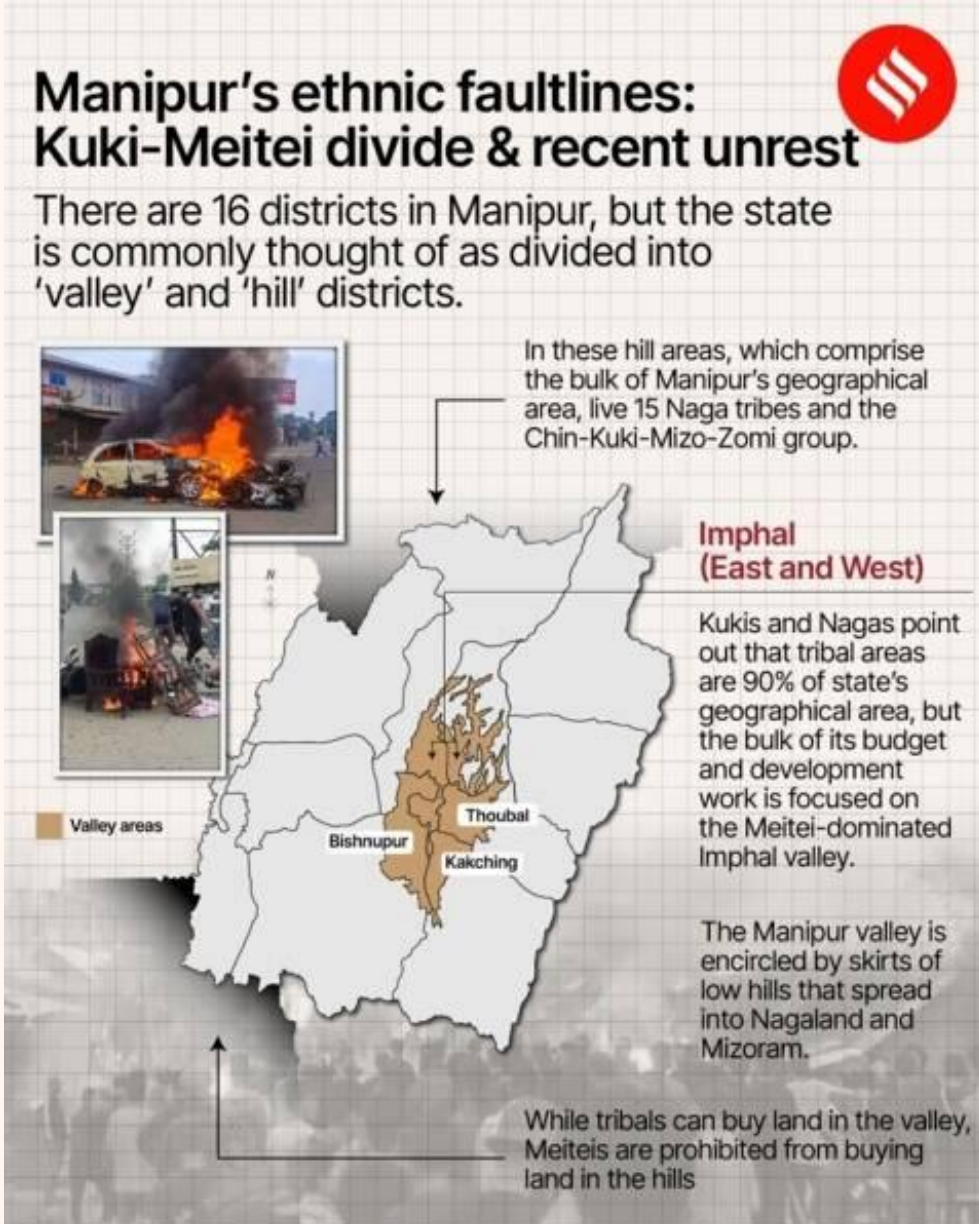 Manipur's ethnic faultlines:
Kuki-Meitei divide & recent unrest
There are 16 districts in Manipur, but the state
is commonly thought of as divided into
'valley' and 'hill' districts.
In these hill areas, which comprise
the bulk of Manipur's geographical
area, live 15 Naga tribes and the
Chin-Kuki-Mizo-Zomi group.
Imphal
(East and West)
Kukis and Nagas point
out that tribal areas
are 90% of state's
geographical area, but
the bulk of its budget
and development
work is focused on
the Meitei-dominated
Imphal valley.
N
Valley areas
Bishnupur
Thoubal
Kakching
The Manipur valley is
encircled by skirts of
low hills that spread
into Nagaland and
Mizoram.
While tribals can buy land in the valley,
Meiteis are prohibited from buying
land in the hills